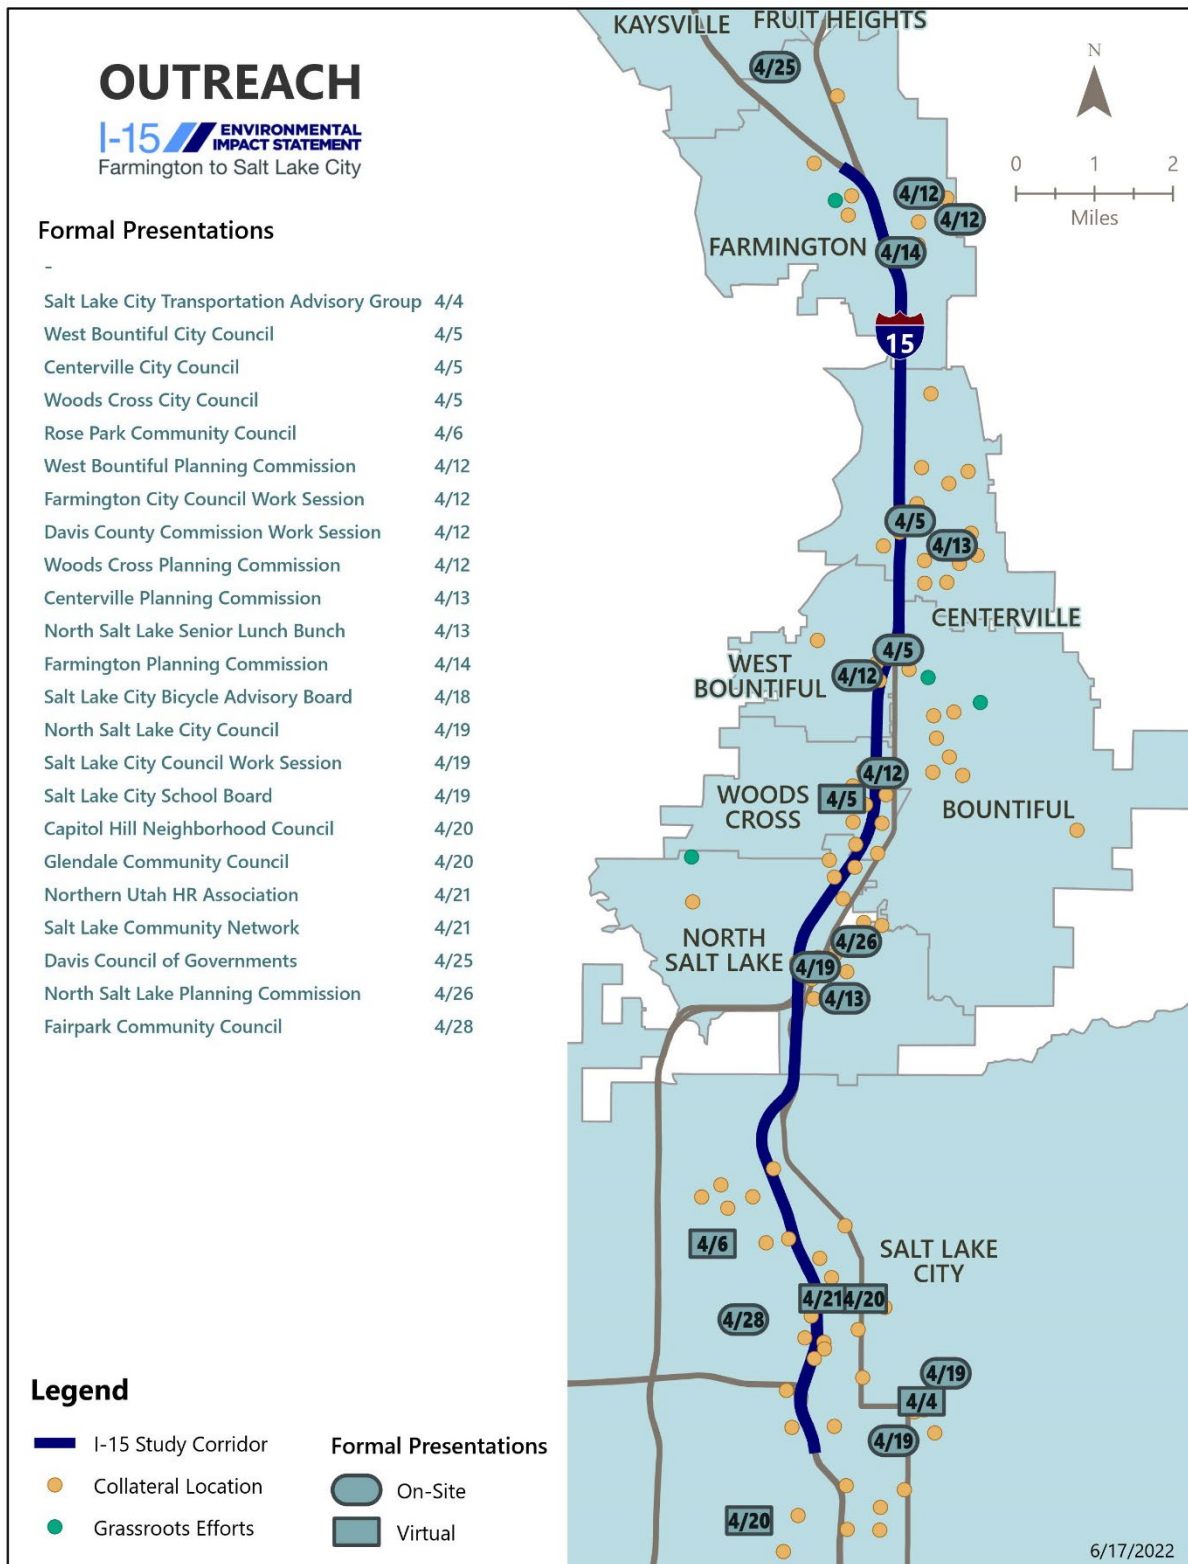 OUTREACH
I-15 ENVIRONMENTAL
IMPACT STATEMENT
Farmington to Salt Lake City
Formal Presentations
-
Salt Lake City Transportation Advisory Group 4/4
West Bountiful City Council 4/5
Centerville City Council 4/5
Woods Cross City Council 4/5
Rose Park Community Council 4/6
West Bountiful Planning Commission 4/12
Farmington City Council Work Session 4/12
Davis County Commission Work Session 4/12
Woods Cross Planning Commission 4/12
Centerville Planning Commission 4/13
North Salt Lake Senior Lunch Bunch 4/13
Farmington Planning Commission 4/14
Salt Lake City Bicycle Advisory Board 4/18
North Salt Lake City Council 4/19
Salt Lake City Council Work Session 4/19
Salt Lake City School Board 4/19
Capitol Hill Neighborhood Council 4/20
Glendale Community Council 4/20
Northern Utah HR Association 4/21
Salt Lake Community Network 4/21
Davis Council of Governments 4/25
North Salt Lake Planning Commission 4/26
Fairpark Community Council 4/28
Legend
I-15 Study Corridor
Collateral Location
Grassroots Efforts
Formal Presentations
On-Site
Virtual
KAYSVILLE
FRUIT HEIGHTS
4/25
N
0 1 2
Miles
4/12
4/12
FARMINGTON
4/14
15
4/5
4/13
CENTERVILLE
4/5
WEST
BOUNTIFUL
4/12
4/12
WOODS
CROSS
4/5
BOUNTIFUL
NORTH
SALT LAKE
4/26
4/19
4/13
4/6
SALT LAKE
CITY
4/21
4/20
4/28
4/19
4/4
4/19
4/20
6/17/2022